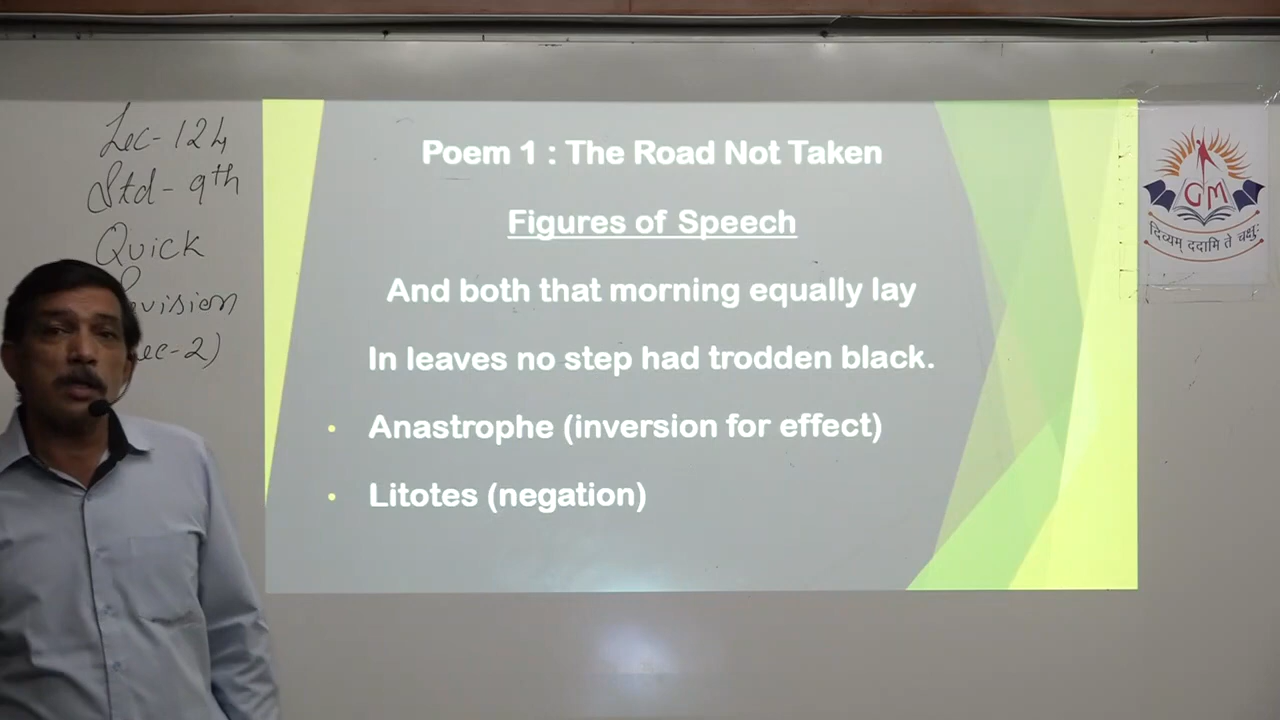 Lec-124
Std-9th
Quick
Revision
Lec-2)
Poem 1 : The Road Not Taken
Figures of Speech
And both that morning equally lay
In leaves no step had trodden black.
• Anastrophe (inversion for effect)
• Litotes (negation)
GM
दिव्यम् ददामि ते चक्षुः